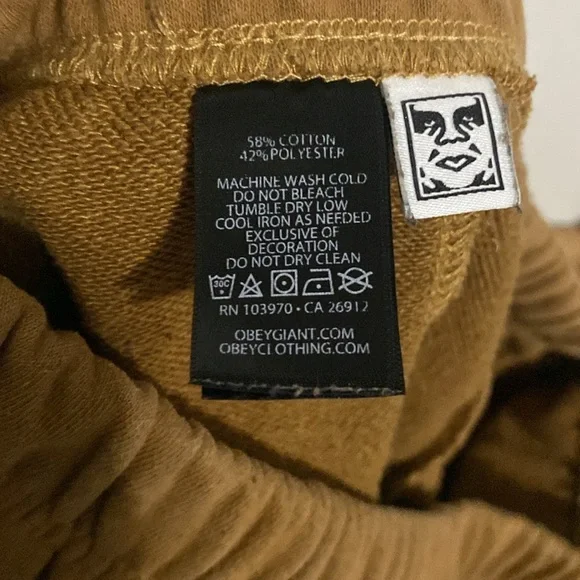 58% COTTON
42% POLYESTER
MACHINE WASH COLD
DO NOT BLEACH
TUMBLE DRY LOW
COOL IRON AS NEEDED
EXCLUSIVE OF
DECORATION
DO NOT DRY CLEAN
30C
RN 103970 • CA 26912
OBEYGIANT.COM
OBEYCLOTHING.COM